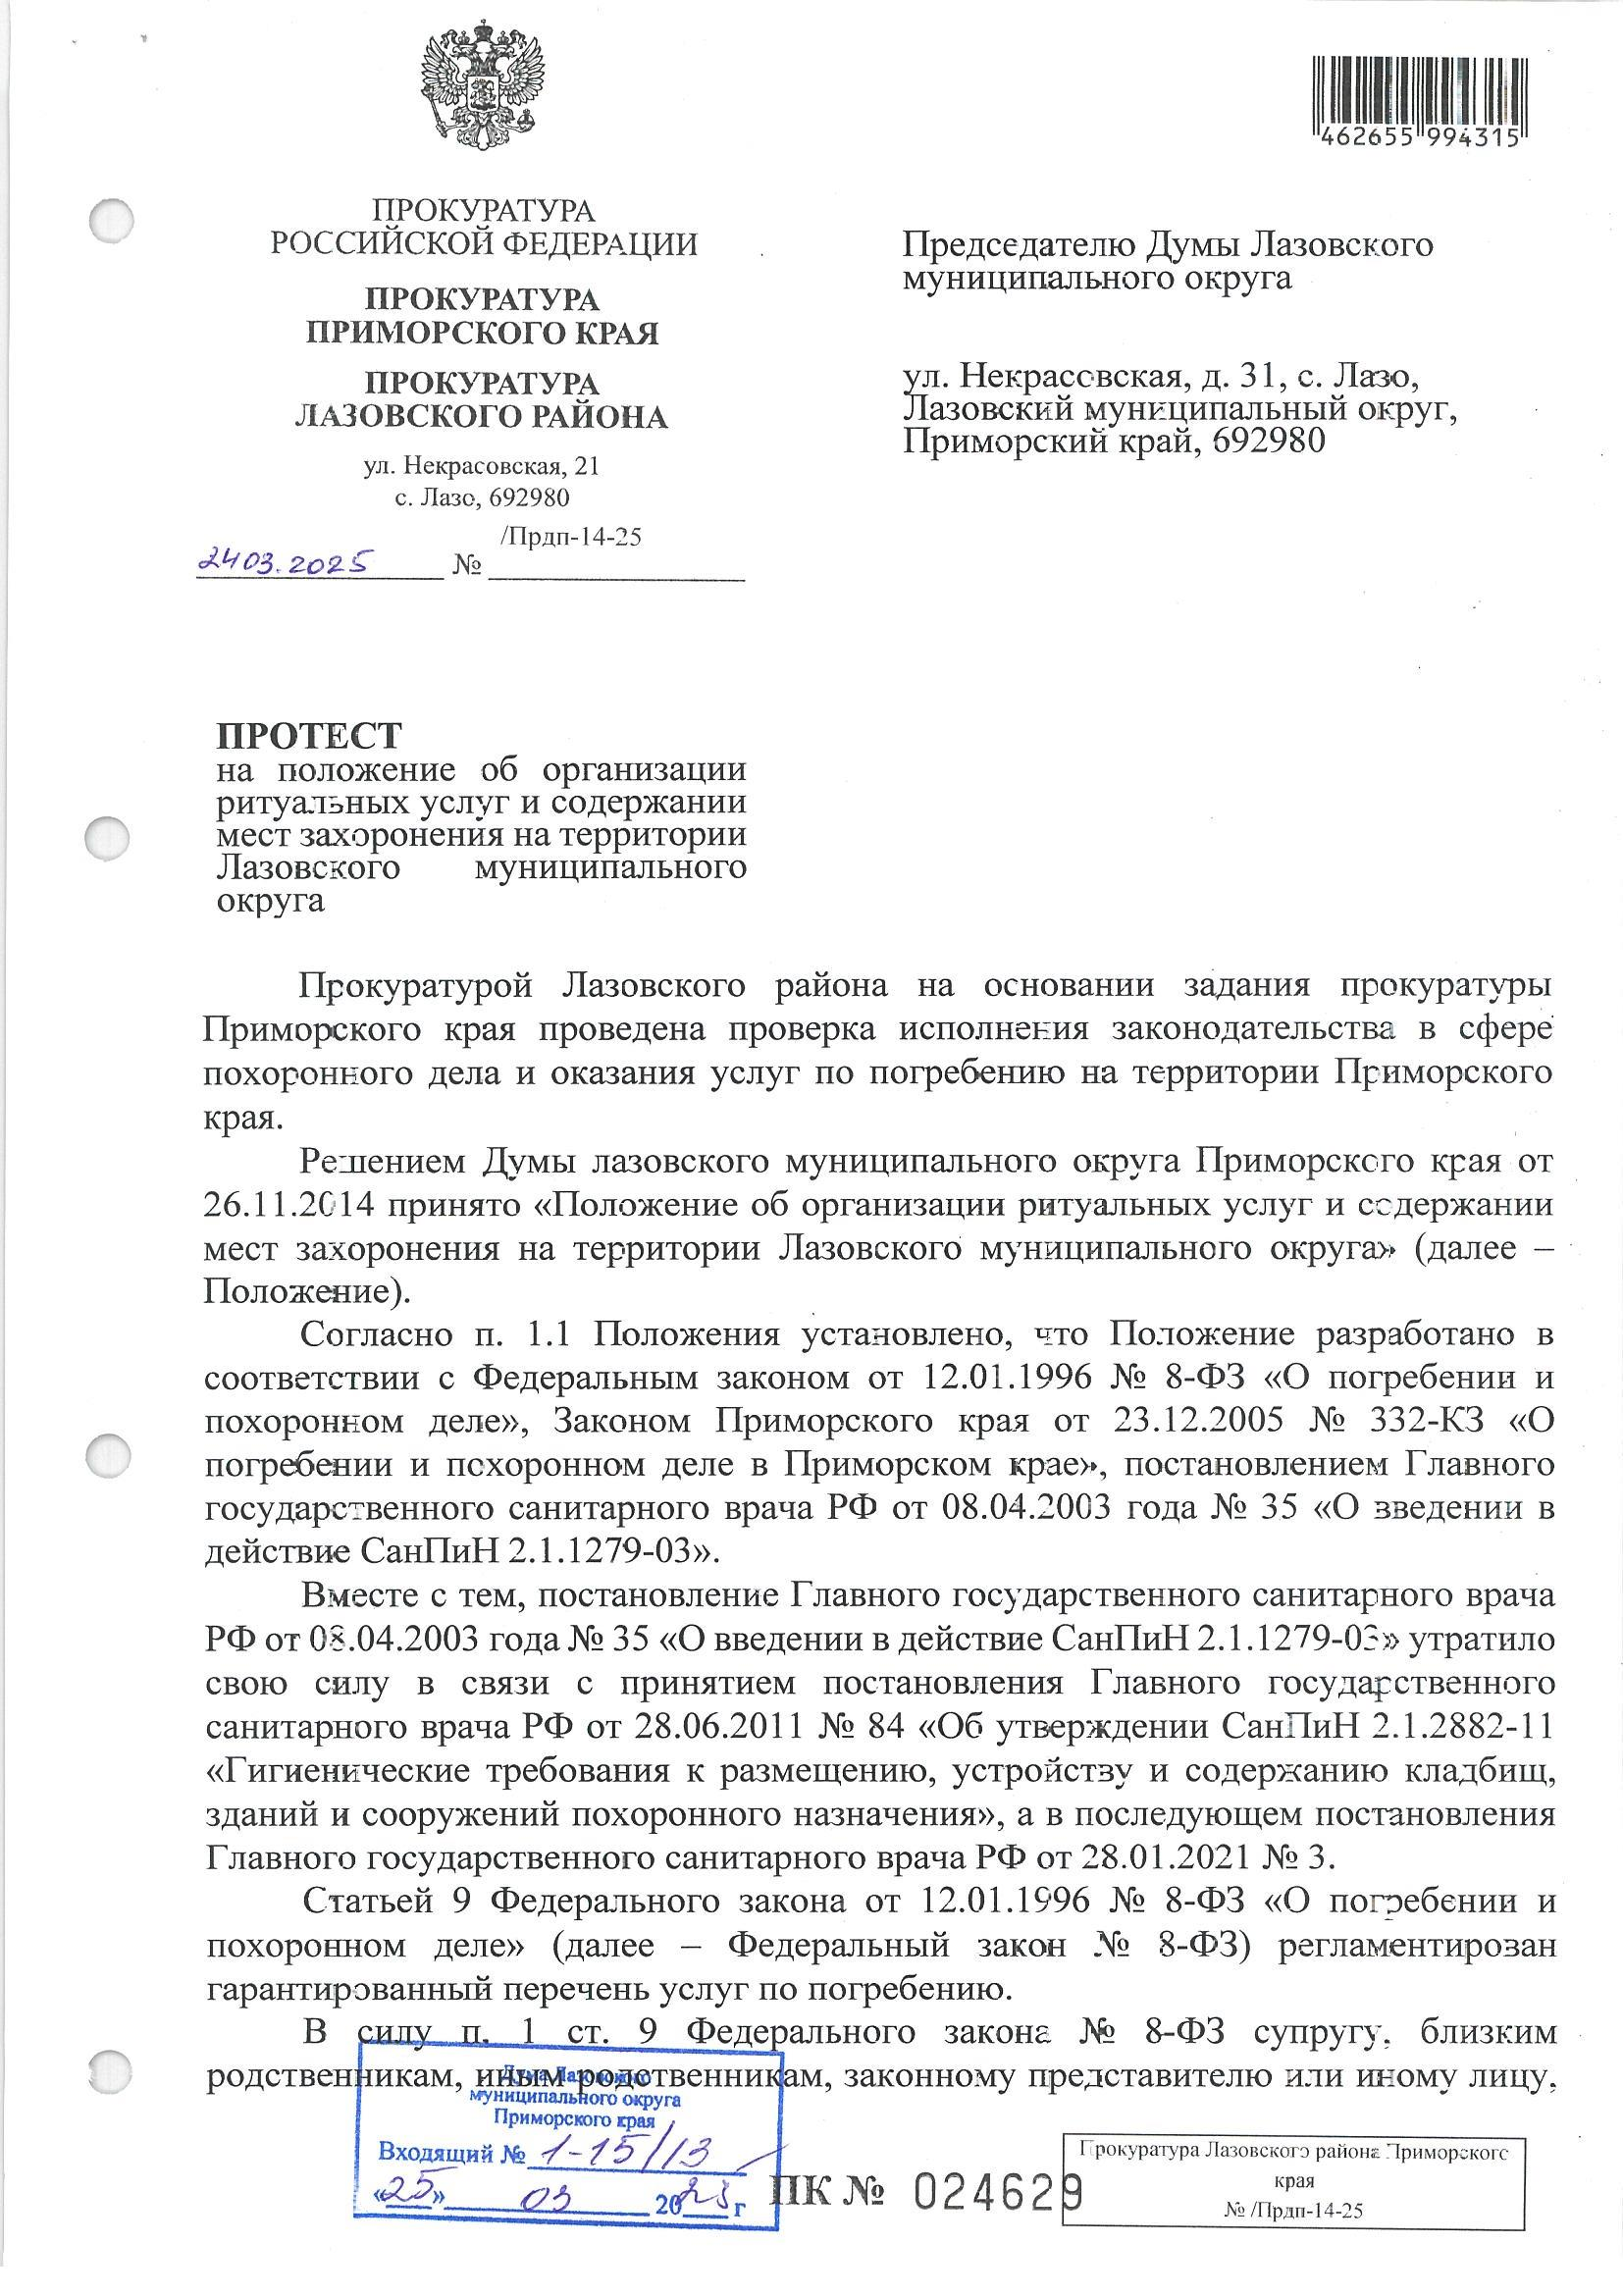 462655 994315
ПРОКУРАТУРА
РОССИЙСКОЙ ФЕДЕРАЦИИ
ПРОКУРАТУРА
ПРИМОРСКОГО КРАЯ
ПРОКУРАТУРА
ЛАЗОВСКОГО РАЙОНА
ул. Некрасовская, 21
с. Лазо, 692980
/Прдп-14-25
24 03. 2025 №
Председателю Думы Лазовского
муниципального округа
ул. Некрасовская, д. 31, с. Лазо,
Лазовский муниципальный округ,
Приморский край, 692980
ПРОТЕСТ
на положение об организации
ритуальных услуг и содержании
мест захоронения на территории
Лазовского муниципального
округа
Прокуратурой Лазовского района на основании задания прокуратуры
Приморского края проведена проверка исполнения законодательства в сфере
похоронного дела и оказания услуг по погребению на территории Приморского
края.
Решением Думы лазовского муниципального округа Приморского края от
26.11.2014 принято «Положение об организации ритуальных услуг и содержании
мест захоронения на территории Лазовского муниципального округа» (далее –
Положение).
Согласно п. 1.1 Положения установлено, что Положение разработано в
соответствии с Федеральным законом от 12.01.1996 № 8-ФЗ «О погребении и
похоронном деле», Законом Приморского края от 23.12.2005 № 332-КЗ «О
погребении и похоронном деле в Приморском крае», постановлением Главного
государственного санитарного врача РФ от 08.04.2003 года № 35 «О введении в
действие СанПиН 2.1.1279-03».
Вместе с тем, постановление Главного государственного санитарного врача
РФ от 08.04.2003 года № 35 «О введении в действие СанПиН 2.1.1279-03» утратило
свою силу в связи с принятием постановления Главного государственного
санитарного врача РФ от 28.06.2011 № 84 «Об утверждении СанПиН 2.1.2882-11
«Гигиенические требования к размещению, устройству и содержанию кладбищ,
зданий и сооружений похоронного назначения», а в последующем постановления
Главного государственного санитарного врача РФ от 28.01.2021 № 3.
Статьей 9 Федерального закона от 12.01.1996 № 8-ФЗ «О погребении и
похоронном деле» (далее – Федеральный закон № 8-ФЗ) регламентирован
гарантированный перечень услуг по погребению.
В силу п. 1 ст. 9 Федерального закона № 8-ФЗ супругу, близким
родственникам, иным родственникам, законному представителю или иному лицу,
Дума Лазовского
муниципального округа
Приморского края
Входящий № 1-15/13
«25» 03 2025 г
ПК № 024629
Прокуратура Лазовского района Приморского
края
№ /Прдп-14-25